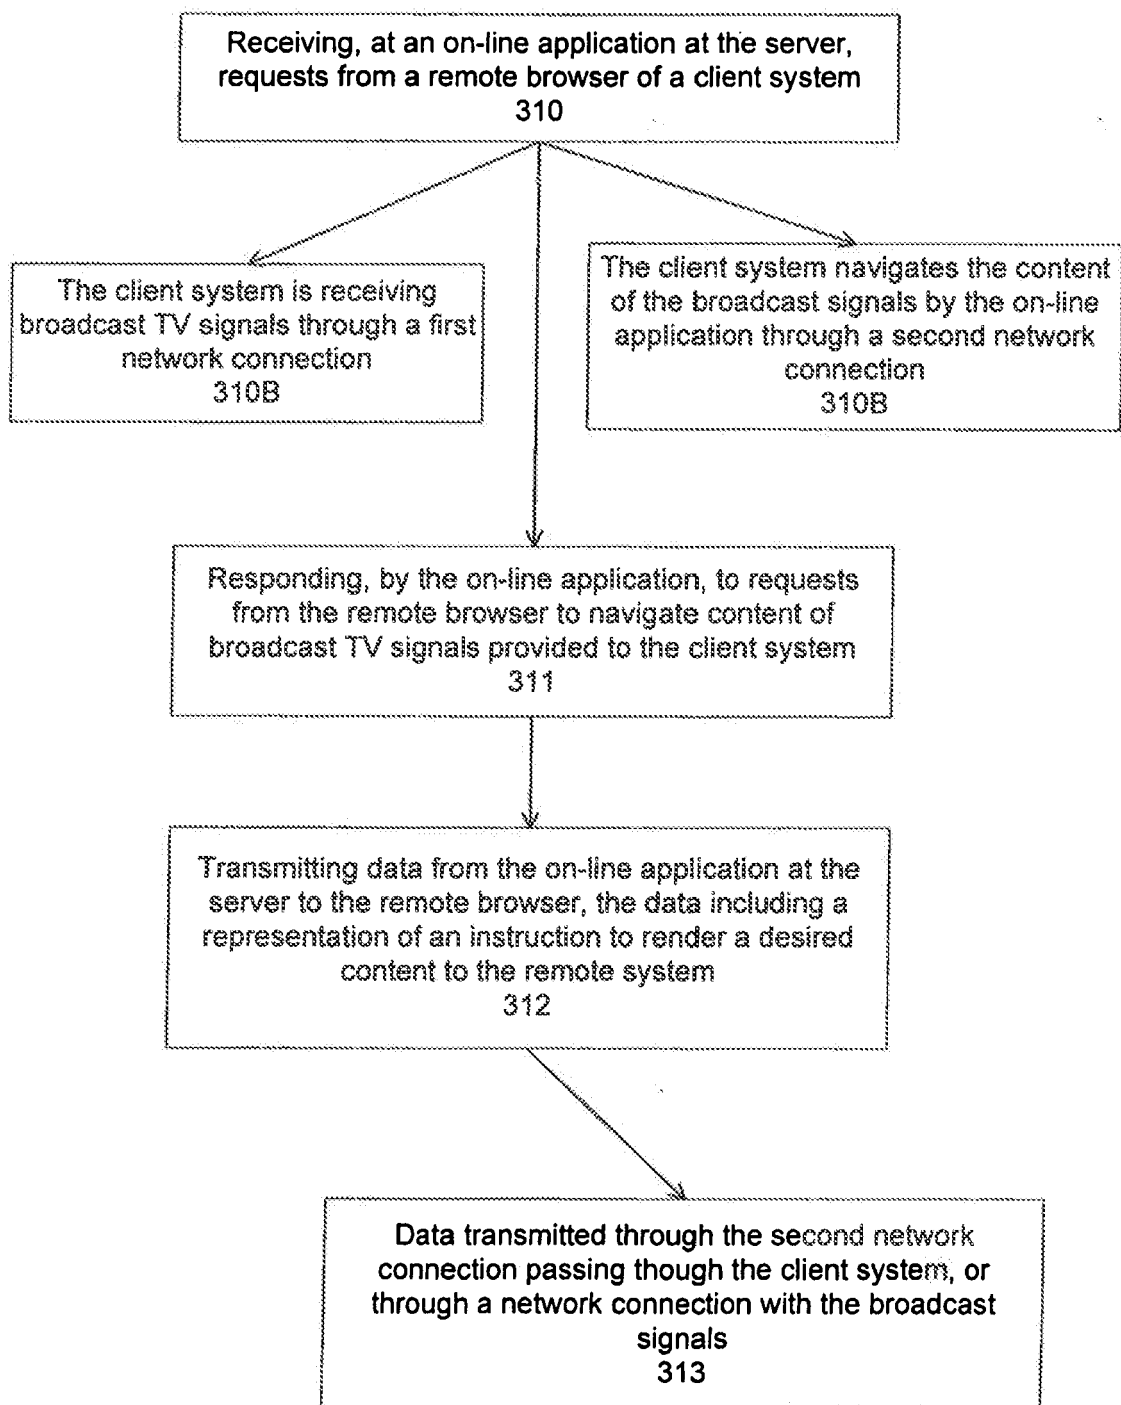 Receiving, at an on-line application at the server,
requests from a remote browser of a client system
310
The client system is receiving
broadcast TV signals through a first
network connection
310B
The client system navigates the content
of the broadcast signals by the on-line
application through a second network
connection
310B
Responding, by the on-line application, to requests
from the remote browser to navigate content of
broadcast TV signals provided to the client system
311
Transmitting data from the on-line application at the
server to the remote browser, the data including a
representation of an instruction to render a desired
content to the remote system
312
Data transmitted through the second network
connection passing though the client system, or
through a network connection with the broadcast
signals
313